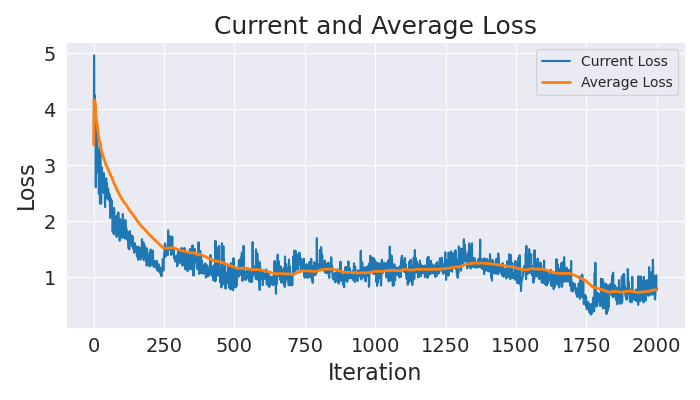 Current and Average Loss
5
4
3
2
1
Loss
Current Loss
Average Loss
0 250 500 750 1000 1250 1500 1750 2000
Iteration